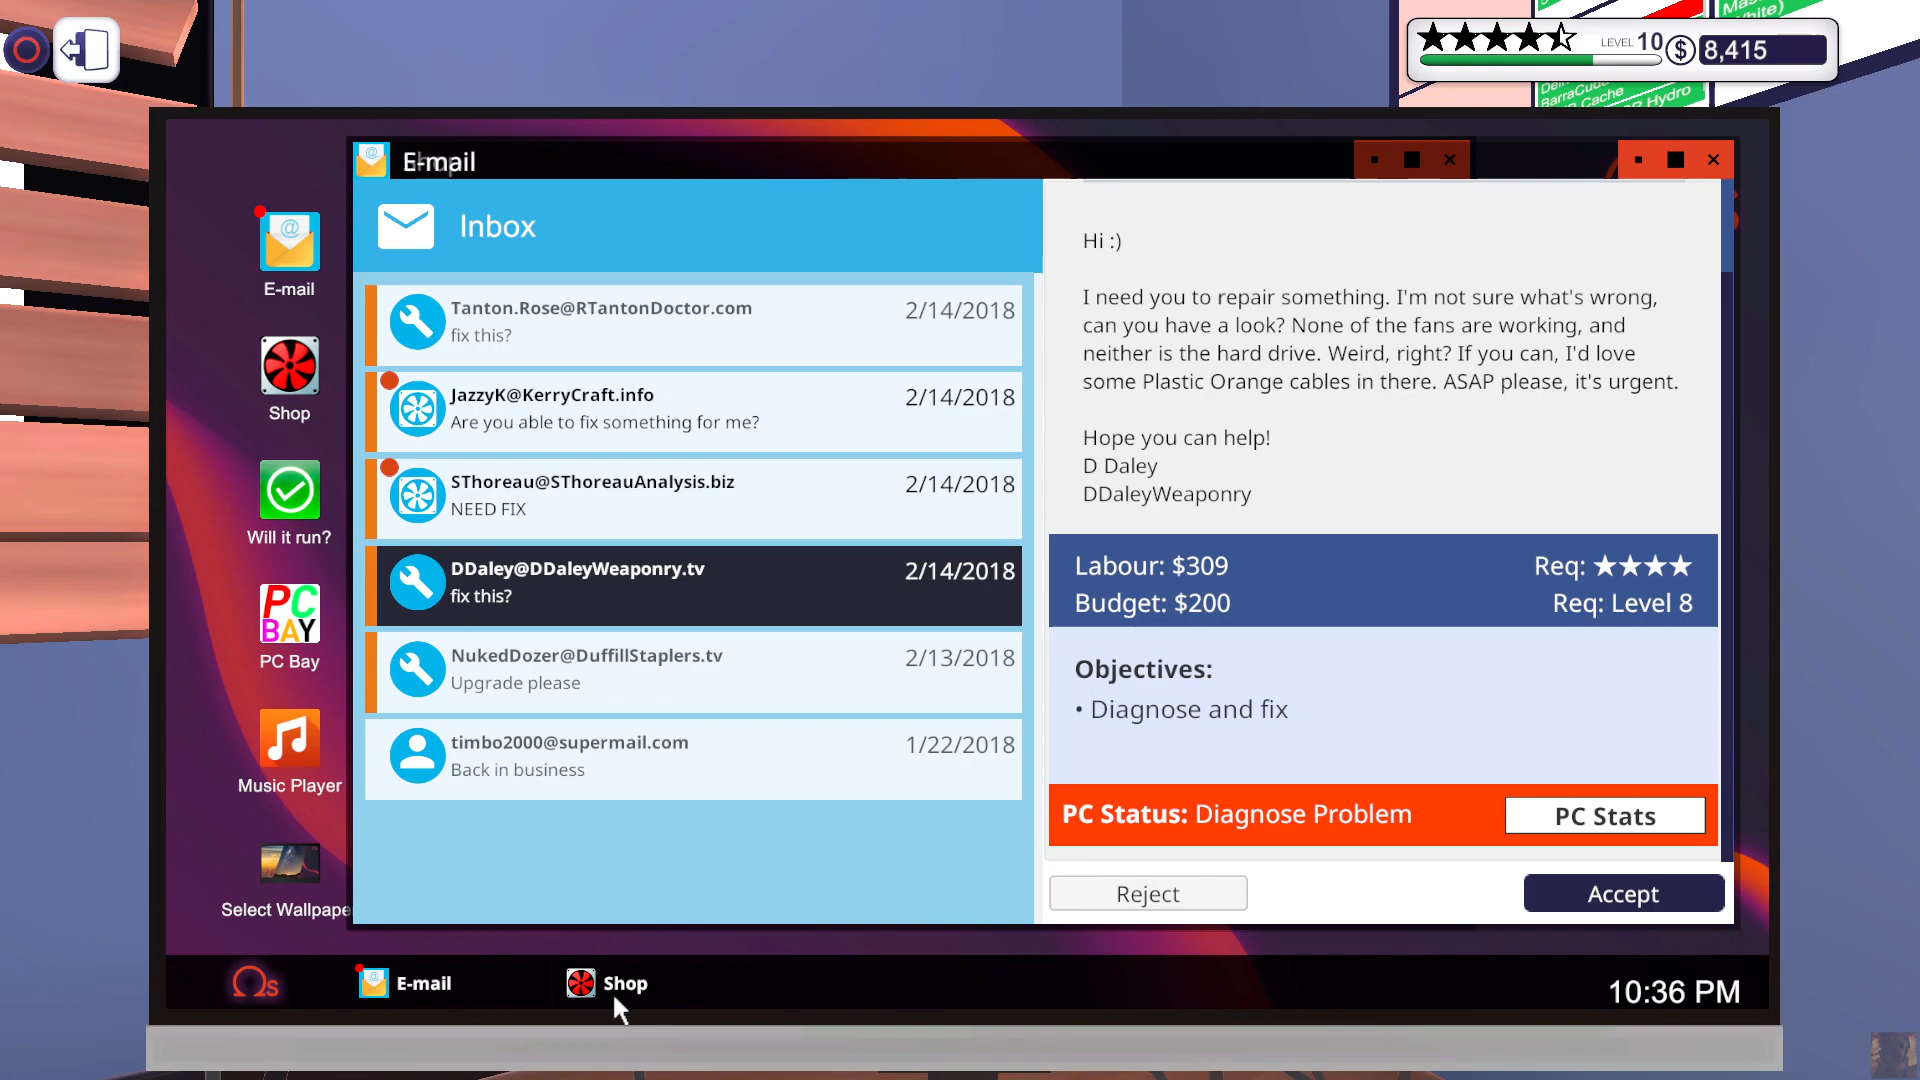 LEVEL 10
$ 8,415
BarraCuda
Cache
Hydro
E-mail
Inbox
Tanton.Rose@RTantonDoctor.com
2/14/2018
fix this?
JazzyK@KerryCraft.info
2/14/2018
Are you able to fix something for me?
SThoreau@SThoreauAnalysis.biz
2/14/2018
NEED FIX
DDaley@DDaleyWeaponry.tv
2/14/2018
fix this?
NukedDozer@DuffillStaplers.tv
2/13/2018
Upgrade please
timbo2000@supermail.com
1/22/2018
Back in business
Hi :)
I need you to repair something. I'm not sure what's wrong,
can you have a look? None of the fans are working, and
neither is the hard drive. Weird, right? If you can, I'd love
some Plastic Orange cables in there. ASAP please, it's urgent.
Hope you can help!
D Daley
DDaleyWeaponry
Labour: $309
Req: ★★★★
Budget: $200
Req: Level 8
Objectives:
• Diagnose and fix
PC Status: Diagnose Problem
PC Stats
Reject
Accept
E-mail
Shop
Will it run?
PC
BAY
PC Bay
Music Player
Select Wallpape
Ωs
E-mail
Shop
10:36 PM